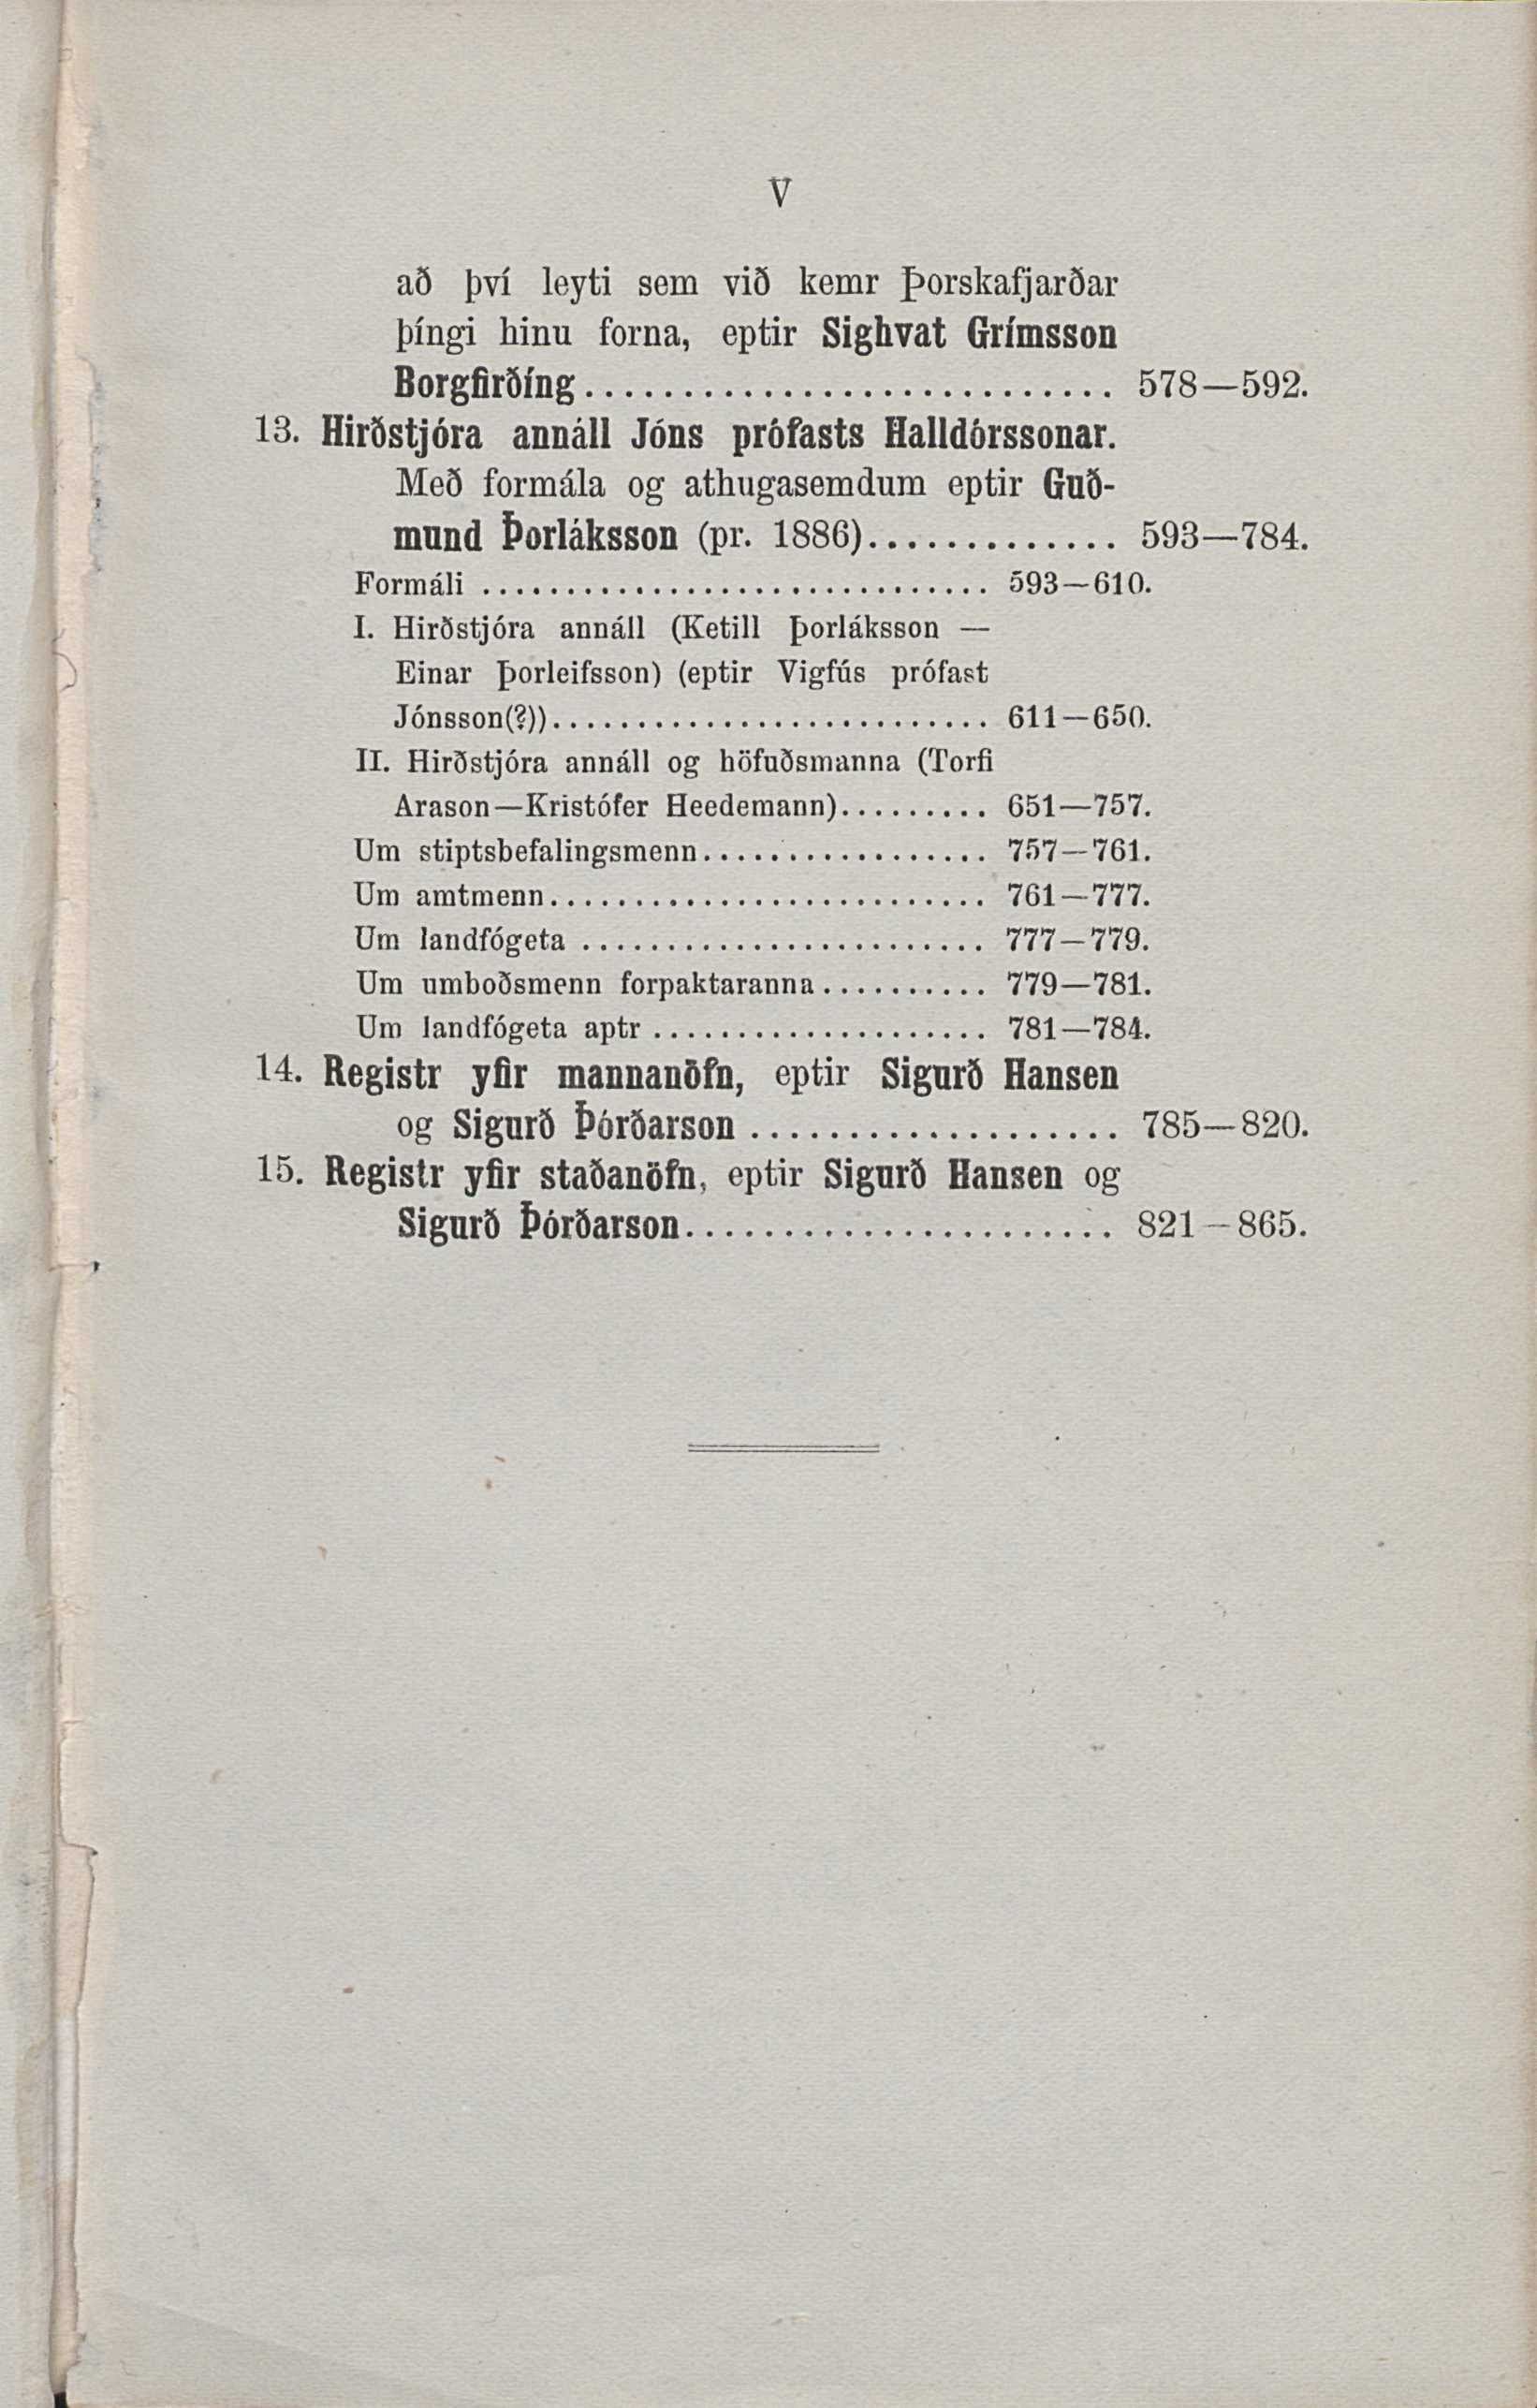 V
að því leyti sem við kemr Þorskafjarðar
þíngi hinu forna, eptir Sighvat Grímsson
Borgfirðíng........................... 578—592.
13. Hirðstjóra annáll Jóns prófasts Halldórssonar.
Með formála og athugasemdum eptir Guð-
mund Þorláksson (pr. 1886)............. 593—784.
Formáli .............................. 593—610.
I. Hirðstjóra annáll (Ketill Þorláksson —
Einar Þorleifsson) (eptir Vigfús prófast
Jónsson(?)).......................... 611—650.
II. Hirðstjóra annáll og höfuðsmanna (Torfi
Arason—Kristófer Heedemann)......... 651—757.
Um stiptsbefalingsmenn................. 757—761.
Um amtmenn.......................... 761—777.
Um landfógeta ........................ 777—779.
Um umboðsmenn forpaktaranna.......... 779—781.
Um landfógeta aptr .................... 781—784.
14. Registr yfir mannanöfn, eptir Sigurð Hansen
og Sigurð Þórðarson ................... 785—820.
15. Registr yfir staðanöfn, eptir Sigurð Hansen og
Sigurð Þórðarson...................... 821—865.